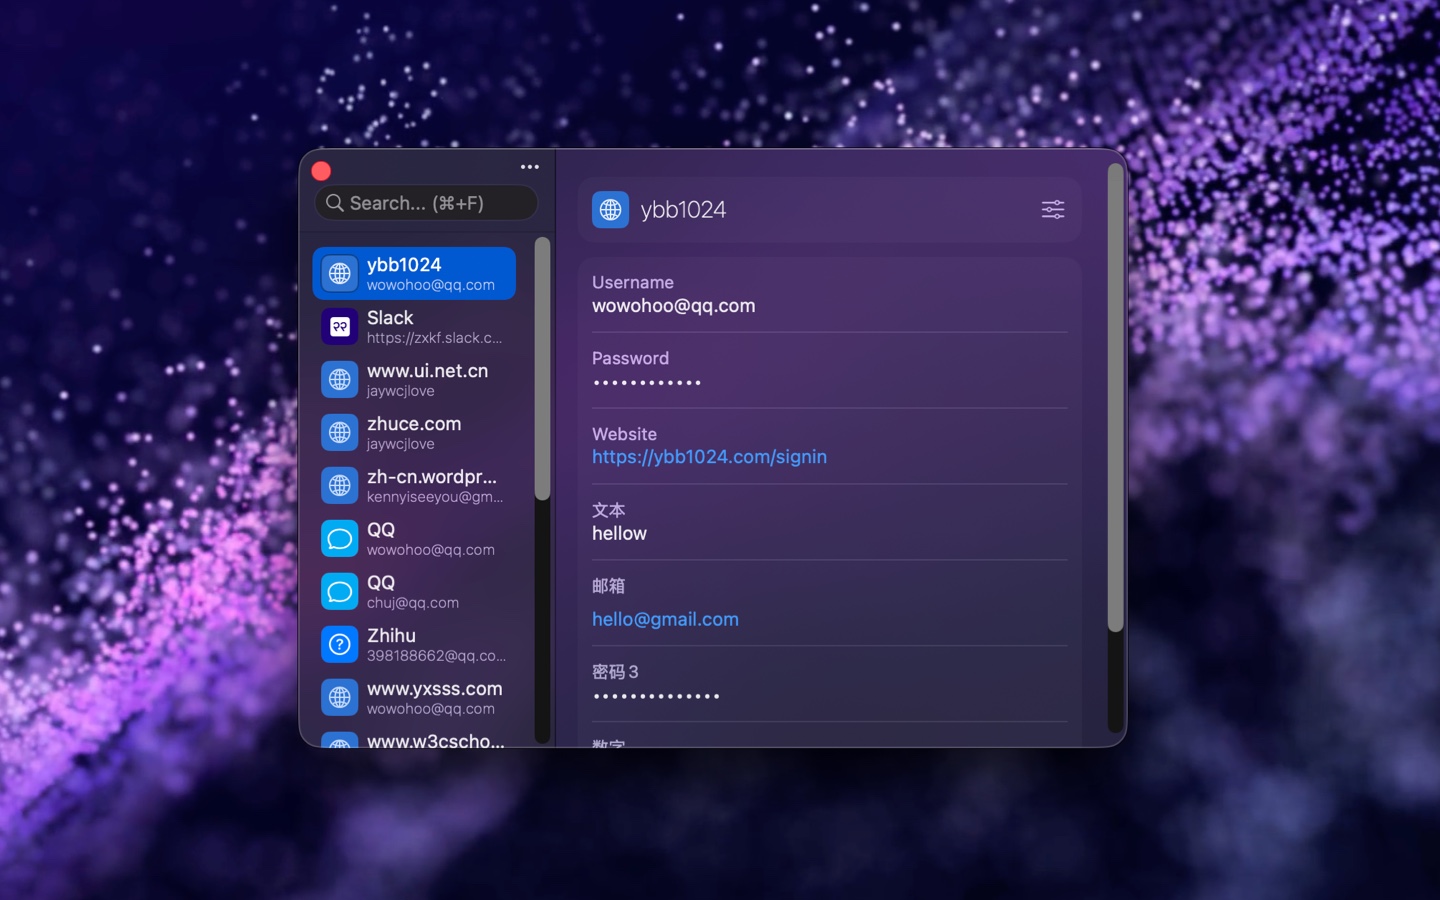 Search... (⌘+F)
ybb1024
wowohoo@qq.com
Slack
https://zxkf.slack.c...
www.ui.net.cn
jaywcjlove
zhuce.com
jaywcjlove
zh-cn.wordpr...
kennyiseeyou@gm...
QQ
wowohoo@qq.com
QQ
chuj@qq.com
Zhihu
398188662@qq.co...
www.yxsss.com
wowohoo@qq.com
www.w3cscho...
ybb1024
Username
wowohoo@qq.com
Password
••••••••••••
Website
https://ybb1024.com/signin
文本
hellow
邮箱
hello@gmail.com
密码 3
••••••••••••••
数字